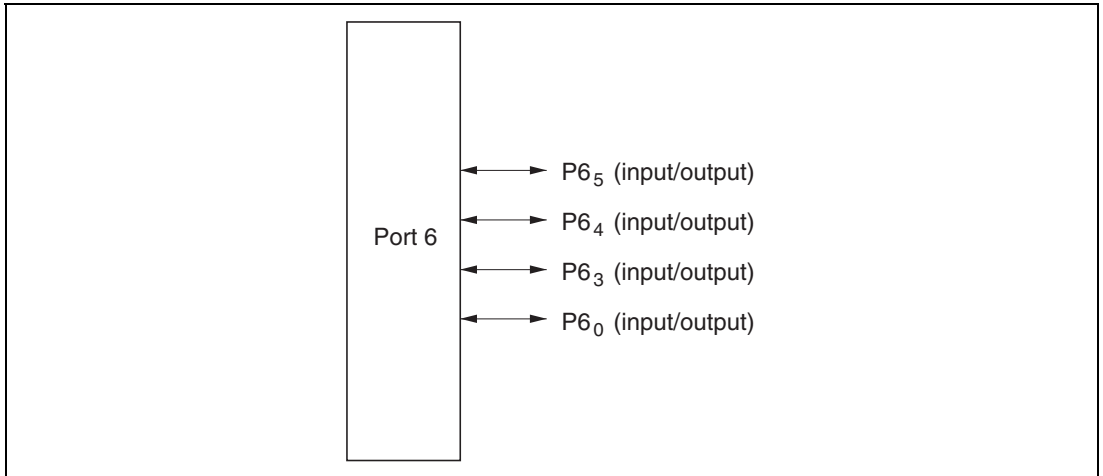 P6₅ (input/output)
P6₄ (input/output)
Port 6
P6₃ (input/output)
P6₀ (input/output)